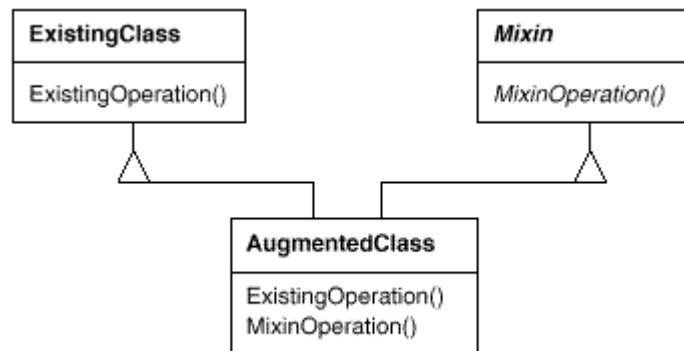 ExistingClass
ExistingOperation()
Mixin
MixinOperation()
AugmentedClass
ExistingOperation()
MixinOperation()